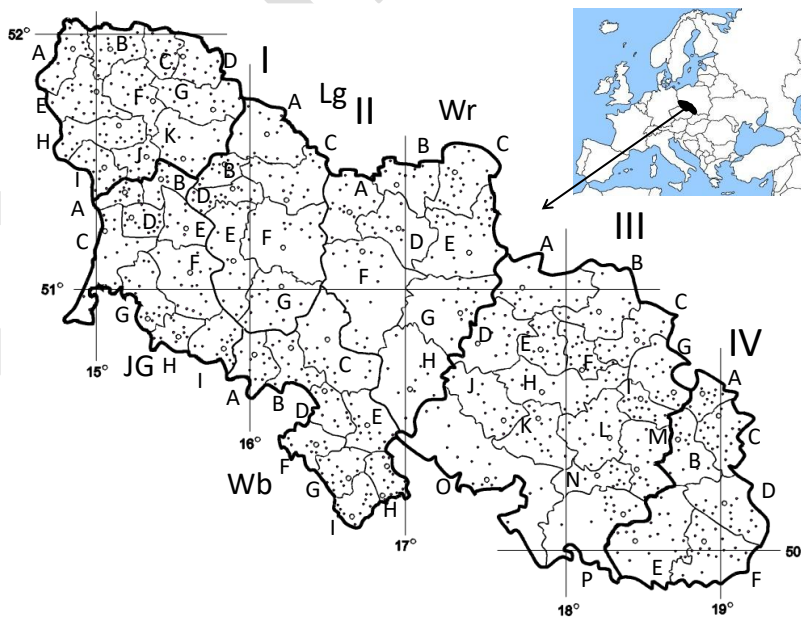 52°
A B C D
E F G
H J K
I
I
A
Lg II Wr
C B C
A B D
A B D E
C D E E F F
F G G
G H
JG H I A B C
15°
16°
D E
Wb F G H I
17°
51°
III
A B C
D E F G
J H I
K L M
N
O
P
18°
IV
A
B C
D
E F
19°
50°